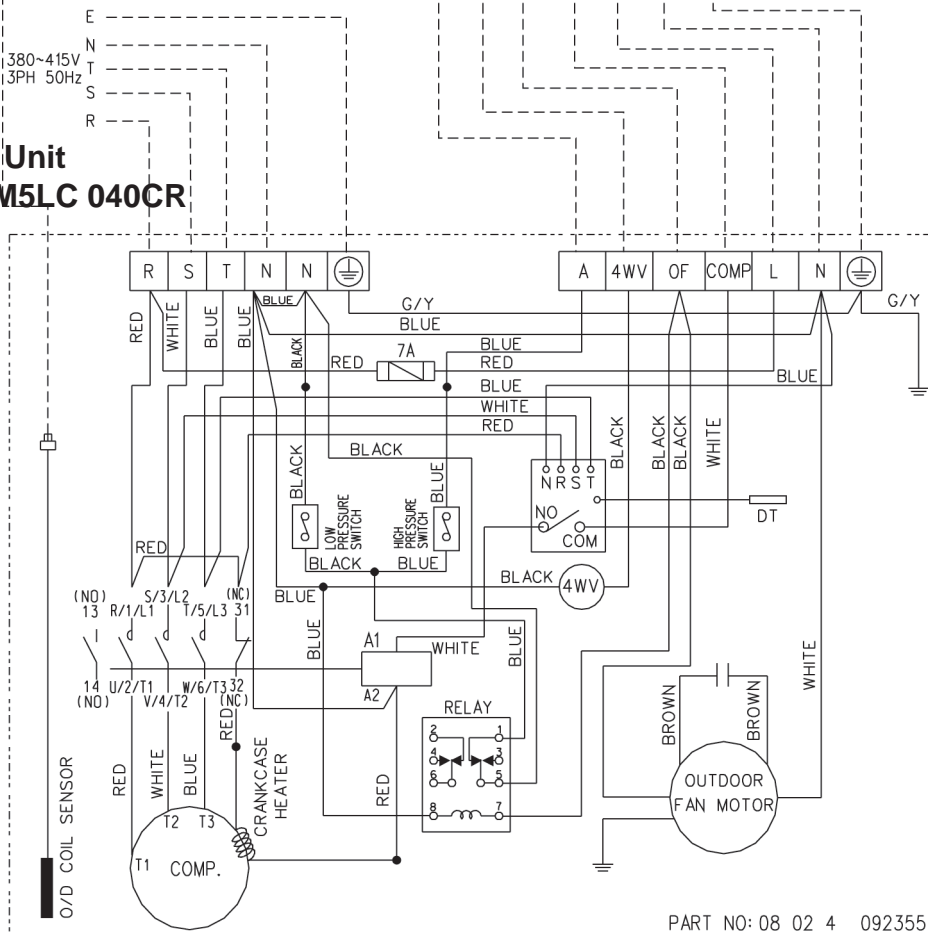 E
N
380~415V
3PH 50Hz
T
S
R
Unit
M5LC 040CR
R S T N N
A 4WV OF COMP L N
BLUE
G/Y
G/Y
BLUE
RED
WHITE
BLUE
BLUE
BLACK
RED
7A
BLUE
RED
BLUE
BLUE
WHITE
RED
BLACK
BLACK
BLACK
BLACK
WHITE
BLACK
BLUE
N R S T
NO
COM
DT
LOW
PRESSURE
SWITCH
HIGH
PRESSURE
SWITCH
RED
BLACK
BLUE
BLACK
4WV
BLUE
(NO)
13
R/1/L1
S/3/L2
T/5/L3
(NC)
31
BLUE
A1
WHITE
BLUE
WHITE
A2
14
(NO)
U/2/T1
V/4/T2
W/6/T3
32
(NC)
RED
RELAY
2 1
4 3
6 5
8 7
BROWN
BROWN
RED
WHITE
BLUE
CRANKCASE
HEATER
RED
OUTDOOR
FAN MOTOR
O/D COIL SENSOR
T1
T2
T3
COMP.
PART NO: 08 02 4 092355